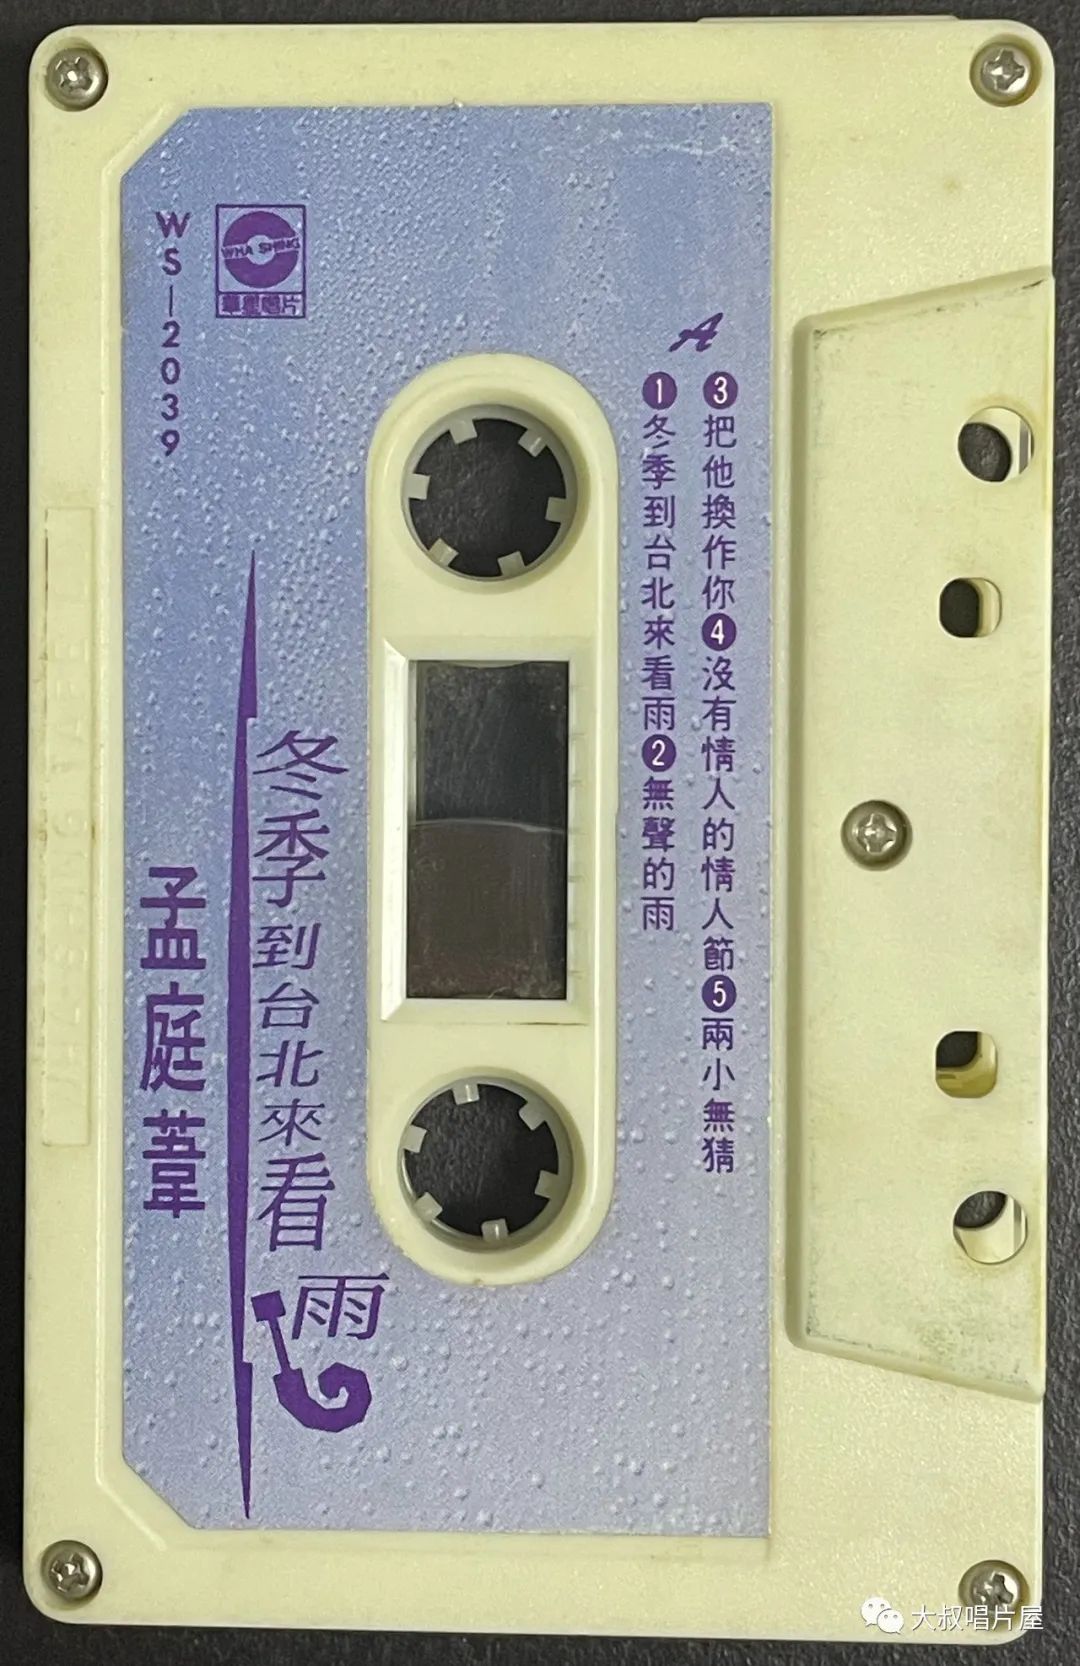 WS-2039
WHA SHING
華星唱片
孟庭葦
冬季到台北來看雨
A
1冬季到台北來看雨2無聲的雨
3把他換作你4沒有情人的情人節5兩小無猜
大叔唱片屋